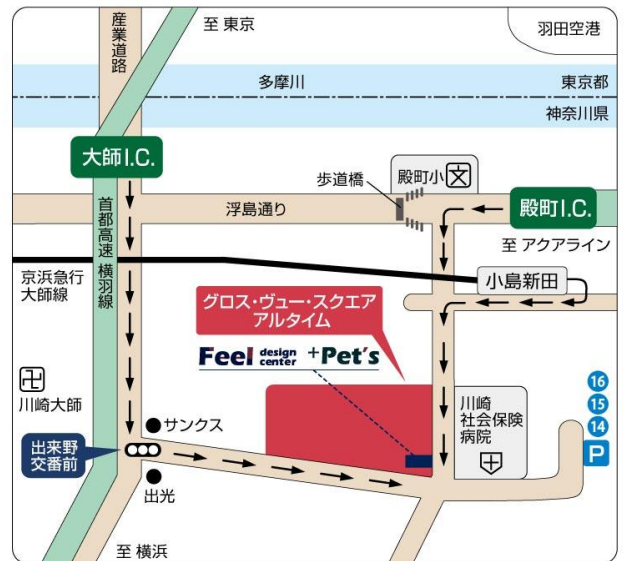 産業道路
至 東京
羽田空港
多摩川
東京都
神奈川県
大師I.C.
歩道橋
殿町小 文
浮島通り
殿町I.C.
至 アクアライン
首都高速 横羽線
京浜急行
大師線
小島新田
グロス・ヴュー・スクエア
アルタイム
Feel design center +Pet's
卍
川崎大師
サンクス
川崎
社会保険
病院
16
15
14
P
出来野
交番前
出光
至 横浜